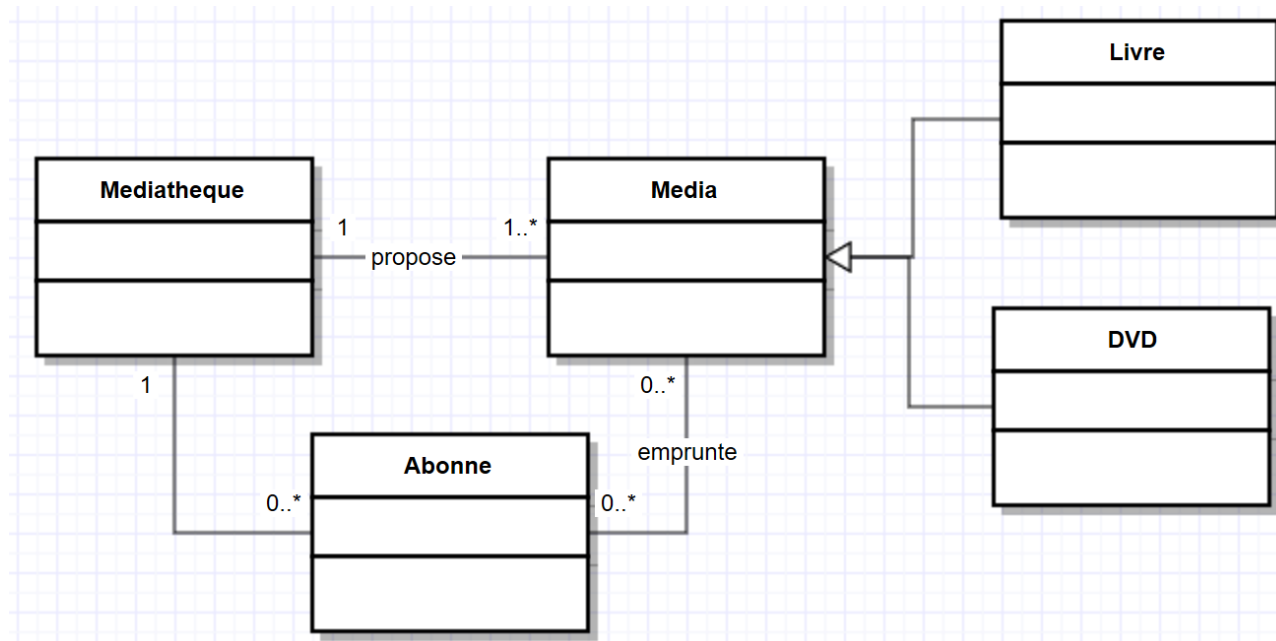 Livre
Mediatheque
Media
1
1..*
propose
DVD
1
0..*
Abonne
emprunte
0..*
0..*